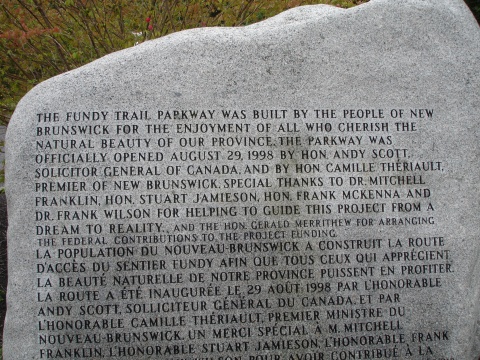 THE FUNDY TRAIL PARKWAY WAS BUILT BY THE PEOPLE OF NEW
BRUNSWICK FOR THE ENJOYMENT OF ALL WHO CHERISH THE
NATURAL BEAUTY OF OUR PROVINCE. THE PARKWAY WAS
OFFICIALLY OPENED AUGUST 29, 1998 BY HON. ANDY SCOTT,
SOLICITOR GENERAL OF CANADA, AND BY HON. CAMILLE THÉRIAULT,
PREMIER OF NEW BRUNSWICK. SPECIAL THANKS TO DR. MITCHELL
FRANKLIN, HON. STUART JAMIESON, HON. FRANK MCKENNA AND
DR. FRANK WILSON FOR HELPING TO GUIDE THIS PROJECT FROM A
DREAM TO REALITY., AND THE HON. GERALD MERRITHEW FOR ARRANGING
THE FEDERAL CONTRIBUTIONS TO THE PROJECT FUNDING.
LA POPULATION DU NOUVEAU-BRUNSWICK A CONSTRUIT LA ROUTE
D'ACCÈS DU SENTIER FUNDY AFIN QUE TOUS CEUX QUI APPRÉCIENT
LA BEAUTÉ NATURELLE DE NOTRE PROVINCE PUISSENT EN PROFITER.
LA ROUTE A ÉTÉ INAUGURÉE LE 29 AOÛT 1998 PAR L'HONORABLE
ANDY SCOTT, SOLLICITEUR GÉNÉRAL DU CANADA, ET PAR
L'HONORABLE CAMILLE THÉRIAULT, PREMIER MINISTRE DU
NOUVEAU-BRUNSWICK. UN MERCI SPÉCIAL À M. MITCHELL
FRANKLIN, L'HONORABLE STUART JAMIESON, L'HONORABLE FRANK
WILSON POUR AVOIR CONTRIBUÉ À LA